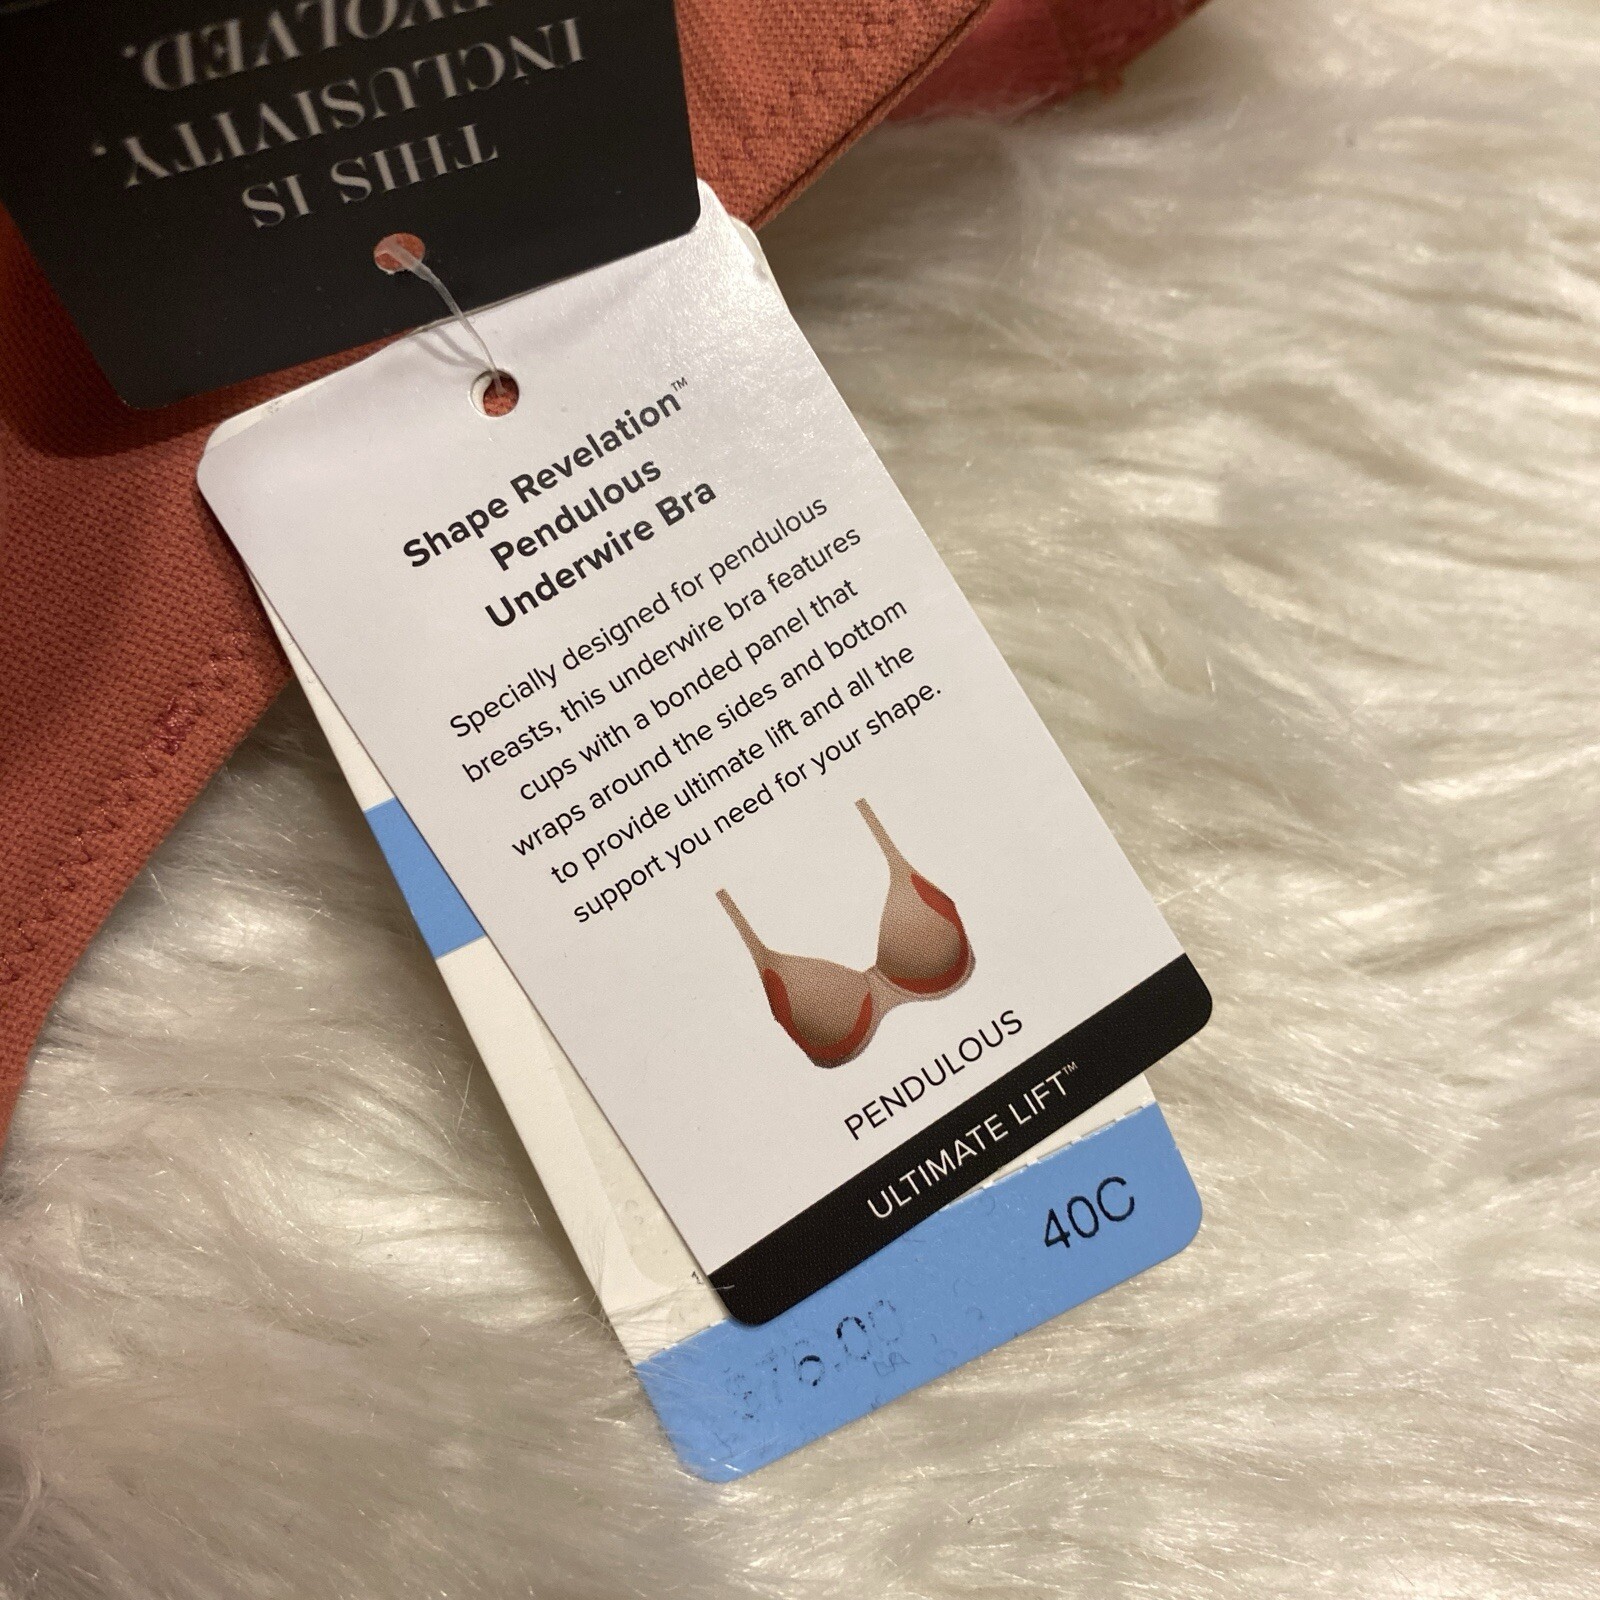 THIS IS
INCLUSIVITY,
EVOLVED.
Shape Revelation™
Pendulous
Underwire Bra
Specially designed for pendulous
breasts, this underwire bra features
cups with a bonded panel that
wraps around the sides and bottom
to provide ultimate lift and all the
support you need for your shape.
PENDULOUS
ULTIMATE LIFT™
40C
$76.00